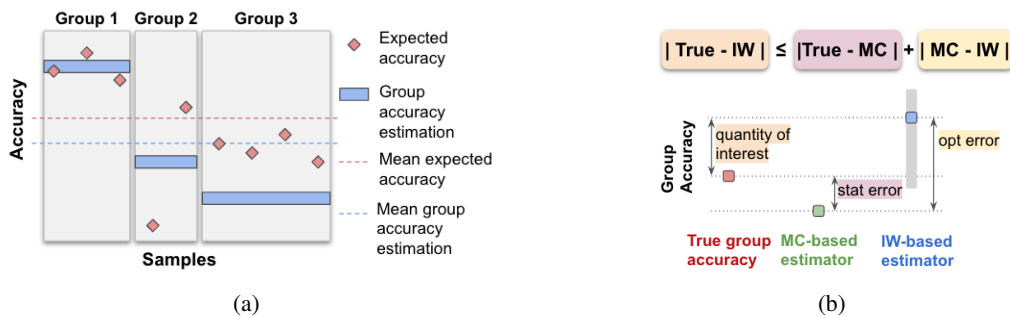 Group 1 Group 2 Group 3
Accuracy
Samples
Expected
accuracy
Group
accuracy
estimation
Mean expected
accuracy
Mean group
accuracy
estimation
(a)
| True - IW | ≤ |True - MC | + | MC - IW |
Group
Accuracy
quantity of
interest
stat error
opt error
True group
accuracy
MC-based
estimator
IW-based
estimator
(b)